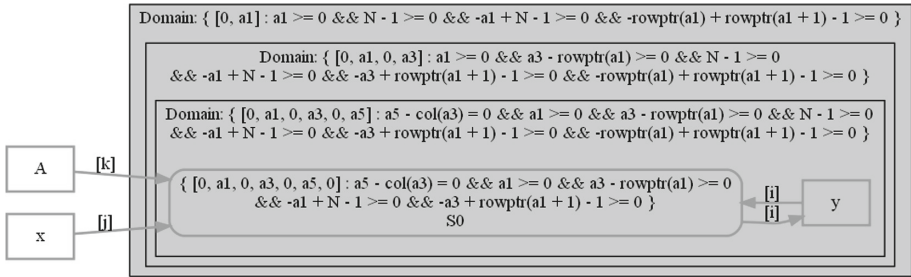 Domain: { [0, a1] : a1 >= 0 && N - 1 >= 0 && -a1 + N - 1 >= 0 && -rowptr(a1) + rowptr(a1 + 1) - 1 >= 0 }
Domain: { [0, a1, 0, a3] : a1 >= 0 && a3 - rowptr(a1) >= 0 && N - 1 >= 0
&& -a1 + N - 1 >= 0 && -a3 + rowptr(a1 + 1) - 1 >= 0 && -rowptr(a1) + rowptr(a1 + 1) - 1 >= 0 }
Domain: { [0, a1, 0, a3, 0, a5] : a5 - col(a3) = 0 && a1 >= 0 && a3 - rowptr(a1) >= 0 && N - 1 >= 0
&& -a1 + N - 1 >= 0 && -a3 + rowptr(a1 + 1) - 1 >= 0 && -rowptr(a1) + rowptr(a1 + 1) - 1 >= 0 }
A
[k]
{ [0, a1, 0, a3, 0, a5, 0] : a5 - col(a3) = 0 && a1 >= 0 && a3 - rowptr(a1) >= 0
&& -a1 + N - 1 >= 0 && -a3 + rowptr(a1 + 1) - 1 >= 0 }
S0
[i]
[i]
y
x
[j]